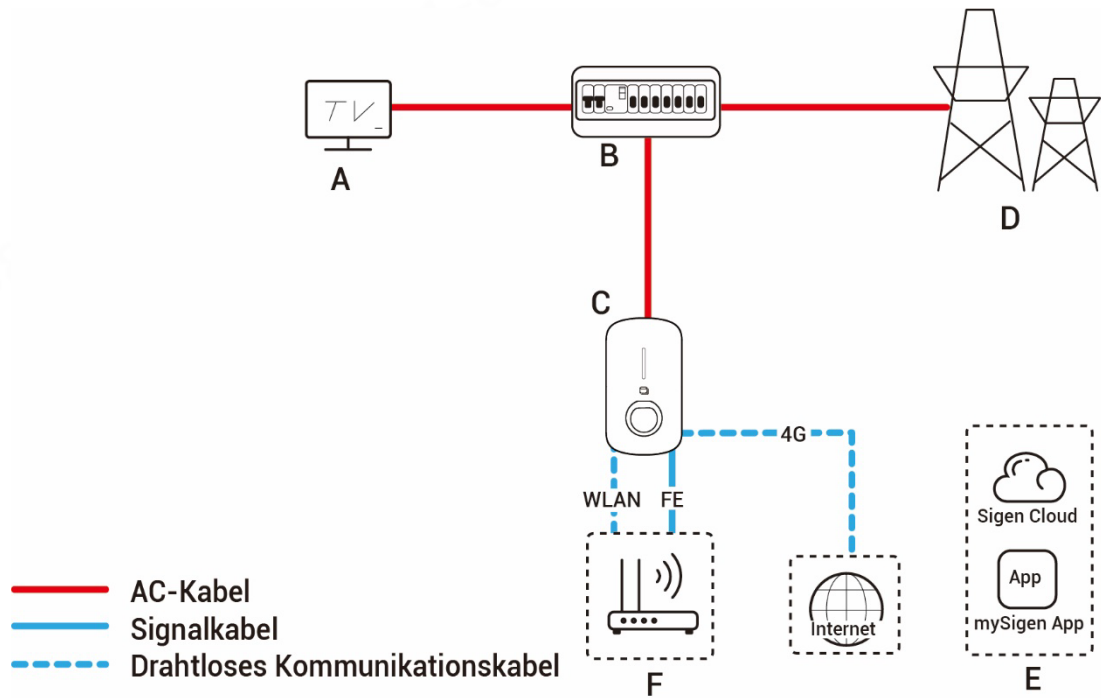 TV
A
B
D
C
4G
WLAN FE
Sigen Cloud
App
mySigen App
Internet
AC-Kabel
Signalkabel
Drahtloses Kommunikationskabel
F
E